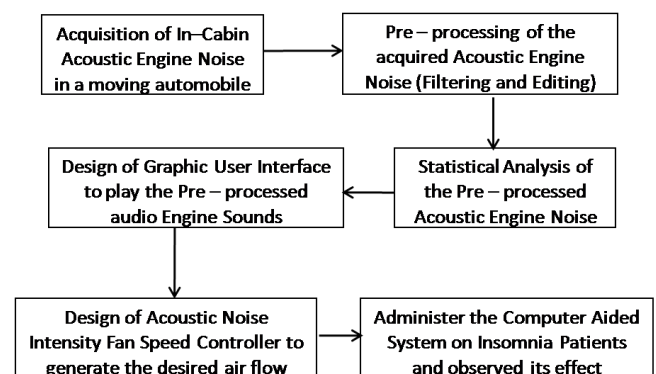 Acquisition of In–Cabin
Acoustic Engine Noise
in a moving automobile
Pre – processing of the
acquired Acoustic Engine
Noise (Filtering and Editing)
Statistical Analysis of
the Pre – processed
Acoustic Engine Noise
Design of Graphic User Interface
to play the Pre – processed
audio Engine Sounds
Design of Acoustic Noise
Intensity Fan Speed Controller to
generate the desired air flow
Administer the Computer Aided
System on Insomnia Patients
and observed its effect